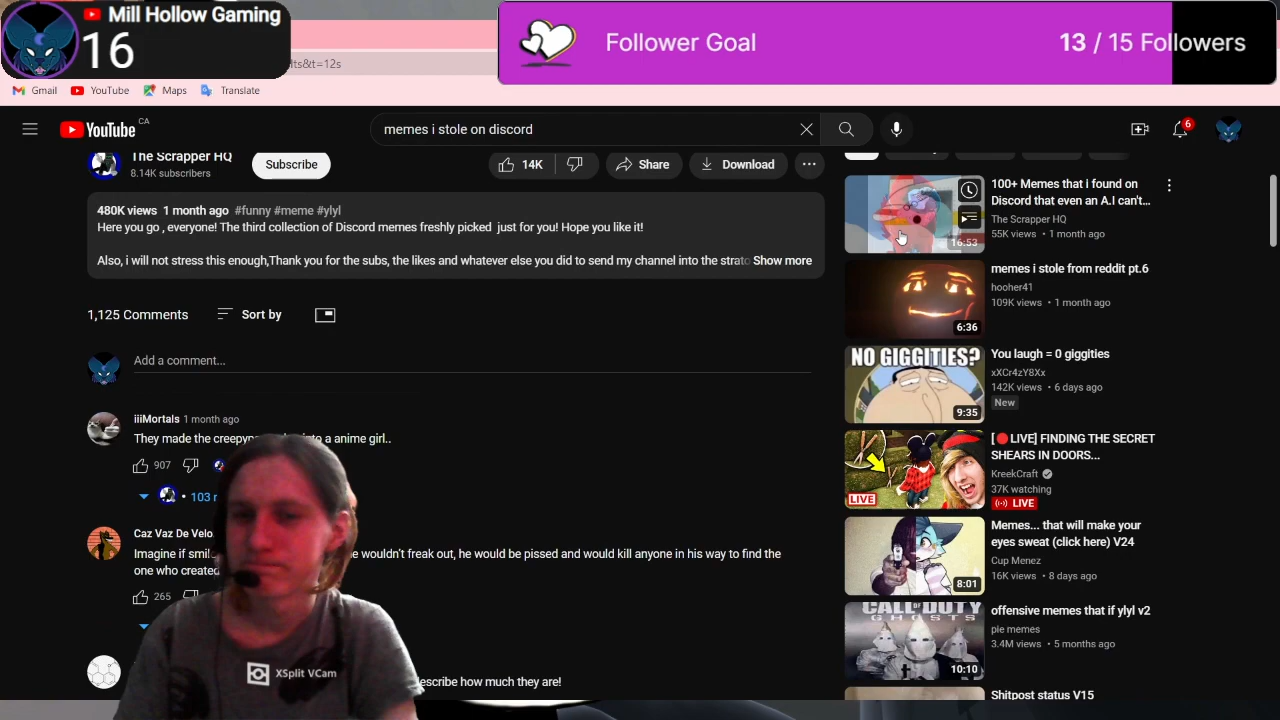 Mill Hollow Gaming
16
Follower Goal
13 / 15 Followers
lts&t=12s
Gmail
YouTube
Maps
Translate
YouTube CA
memes i stole on discord
6
The Scrapper HQ
8.14K subscribers
Subscribe
14K
Share
Download
480K views 1 month ago #funny #meme #ylyl
Here you go , everyone! The third collection of Discord memes freshly picked just for you! Hope you like it!
Also, i will not stress this enough,Thank you for the subs, the likes and whatever else you did to send my channel into the strato Show more
1,125 Comments
Sort by
Add a comment...
iiiMortals 1 month ago
They made the creepyp into a anime girl..
907
103 r
Caz Vaz De Velo
Imagine if smil e wouldn't freak out, he would be pissed and would kill anyone in his way to find the
one who created
265
describe how much they are!
XSplit VCam
100+ Memes that i found on
Discord that even an A.I can't...
The Scrapper HQ
55K views • 1 month ago
16:53
memes i stole from reddit pt.6
hooher41
109K views • 1 month ago
6:36
NO GIGGITIES?
9:35
You laugh = 0 giggities
xXCr4zY8Xx
142K views • 6 days ago
New
LIVE
[🔴LIVE] FINDING THE SECRET
SHEARS IN DOORS...
KreekCraft
37K watching
LIVE
Memes... that will make your
eyes sweat (click here) V24
Cup Menez
16K views • 8 days ago
8:01
CALL OF DUTY
GHOSTS
10:10
offensive memes that if ylyl v2
pie memes
3.4M views • 5 months ago
Shitpost status V15